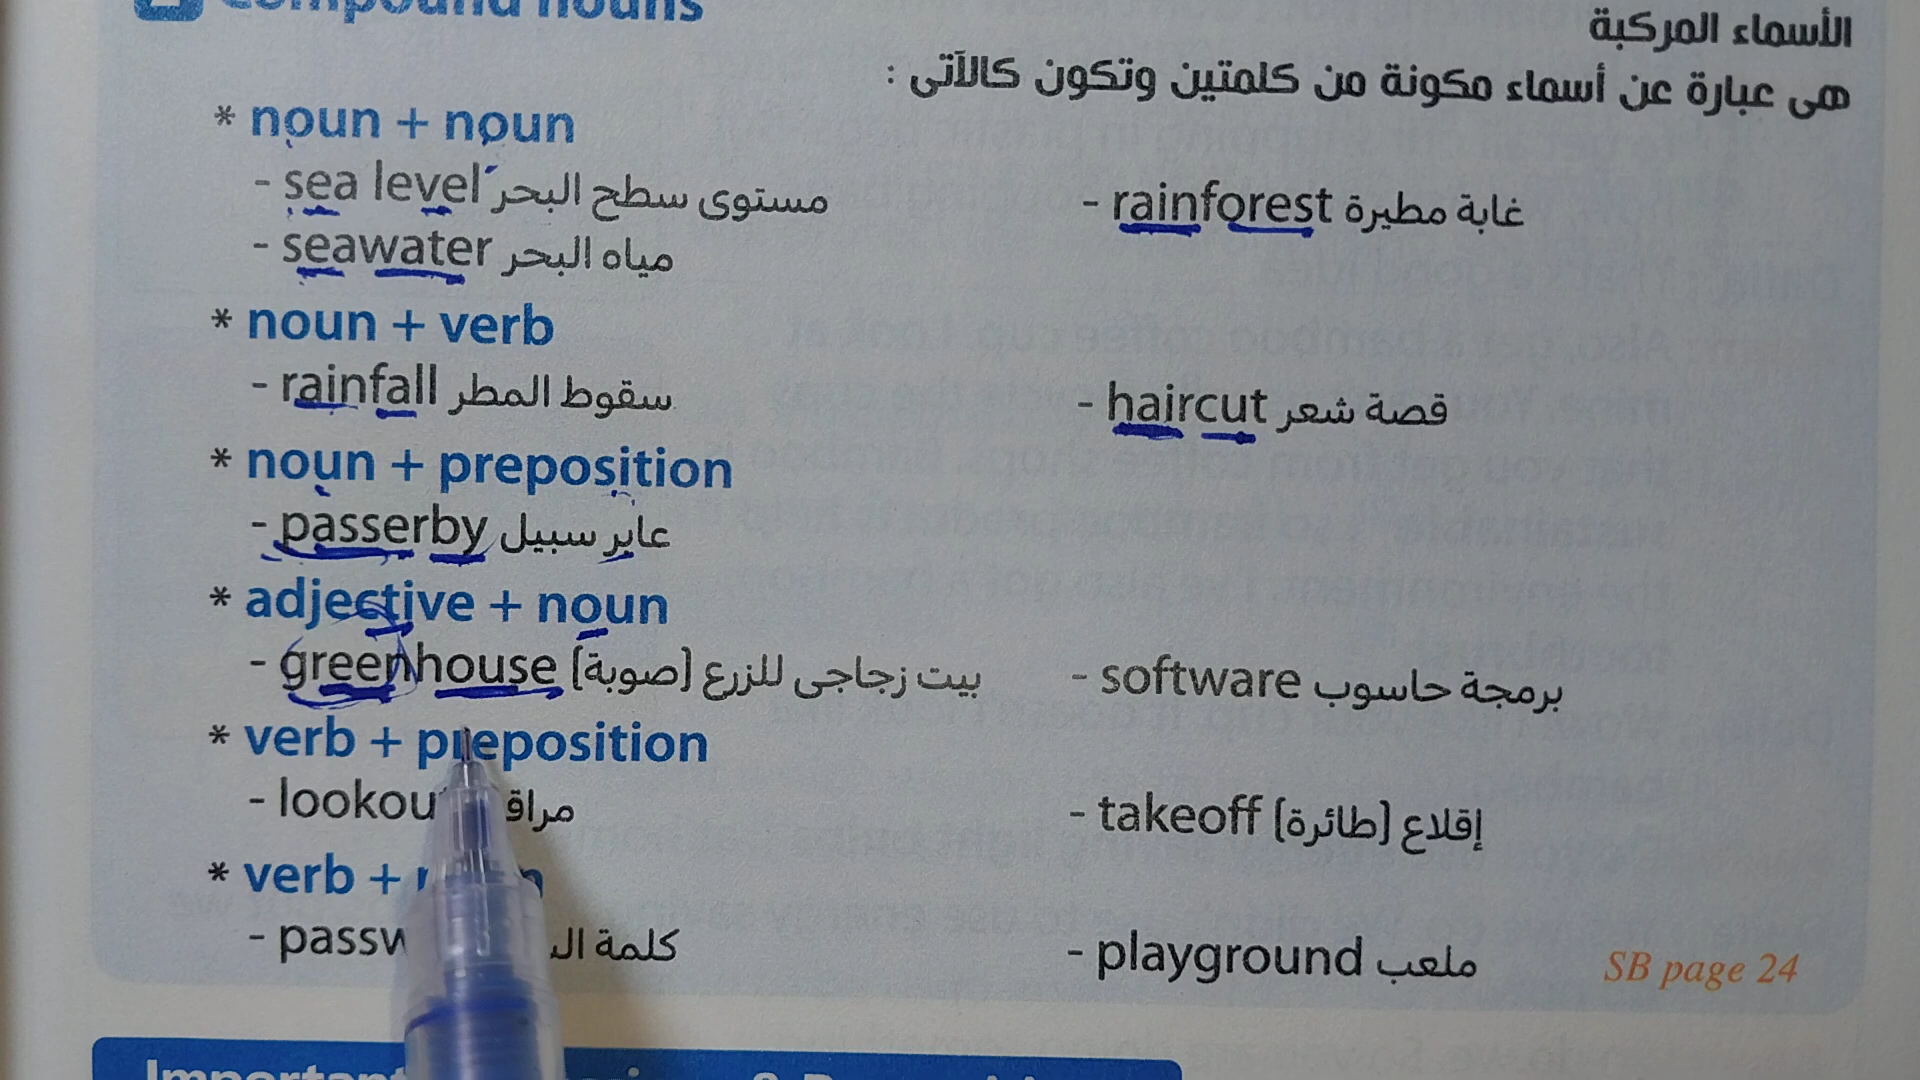 compound nouns
الأسماء المركبة
هى عبارة عن أسماء مكونة من كلمتين وتكون كالآتى :
* noun + noun
- sea level مستوى سطح البحر
- rainforest غابة مطيرة
- seawater مياه البحر
* noun + verb
- rainfall سقوط المطر
- haircut قصة شعر
* noun + preposition
- passerby عابر سبيل
* adjective + noun
- greenhouse بيت زجاجى للزرع (صوبة)
- software برمجة حاسوب
* verb + preposition
- takeoff إقلاع (طائرة)
* verb +
- كلمة
- playground ملعب
SB page 24